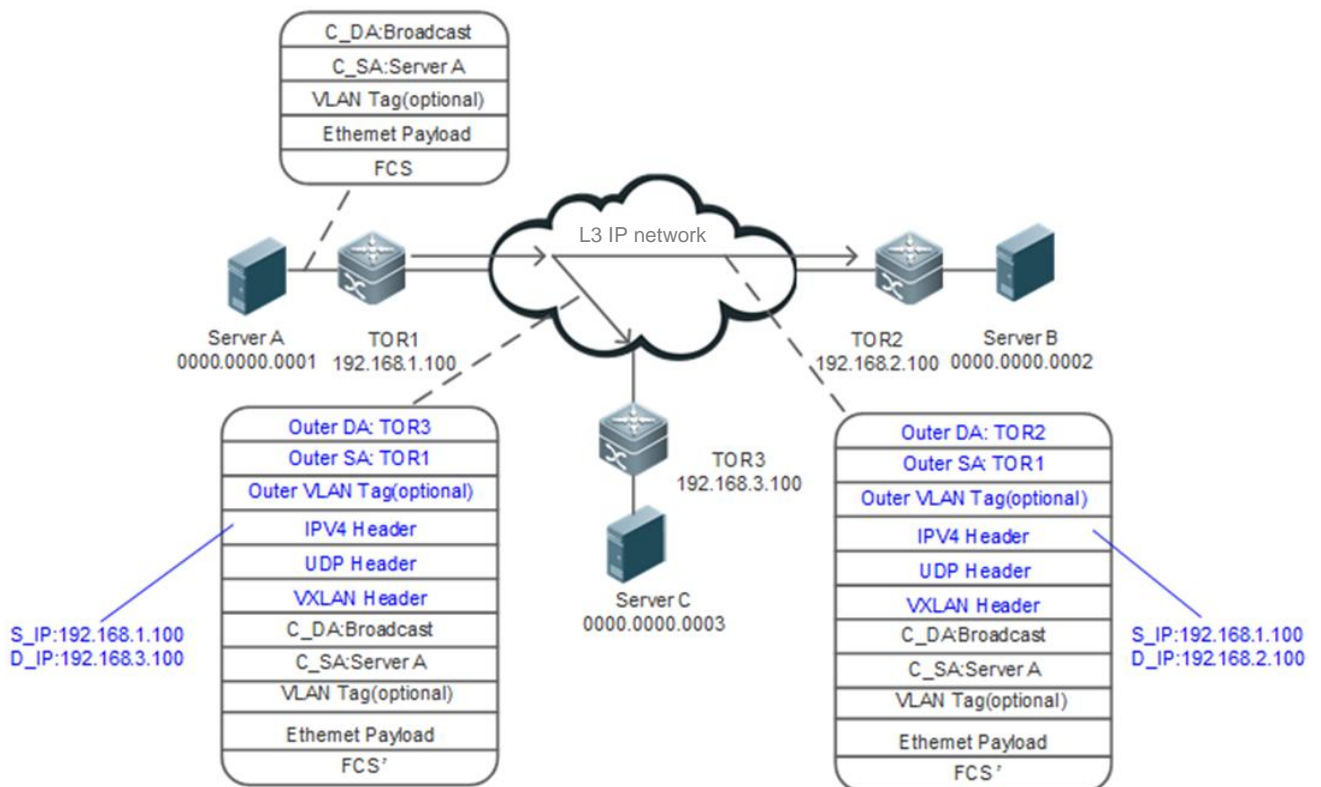 C_DA:Broadcast
C_SA:Server A
VLAN Tag(optional)
Ethernet Payload
FCS
L3 IP network
Server A
0000.0000.0001
TOR1
192.168.1.100
TOR2
192.168.2.100
Server B
0000.0000.0002
TOR3
192.168.3.100
Server C
0000.0000.0003
Outer DA: TOR3
Outer SA: TOR1
Outer VLAN Tag(optional)
IPV4 Header
UDP Header
VXLAN Header
C_DA:Broadcast
C_SA:Server A
VLAN Tag(optional)
Ethernet Payload
FCS'
S_IP:192.168.1.100
D_IP:192.168.3.100
Outer DA: TOR2
Outer SA: TOR1
Outer VLAN Tag(optional)
IPV4 Header
UDP Header
VXLAN Header
C_DA:Broadcast
C_SA:Server A
VLAN Tag(optional)
Ethernet Payload
FCS'
S_IP:192.168.1.100
D_IP:192.168.2.100